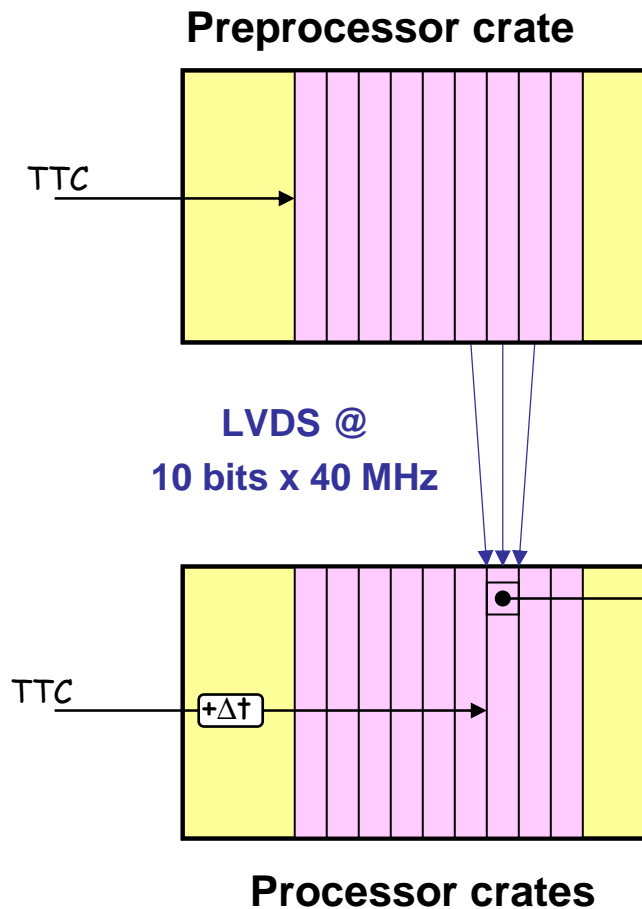 Preprocessor crate
TTC
LVDS @
10 bits x 40 MHz
TTC
+Δt
Processor crates